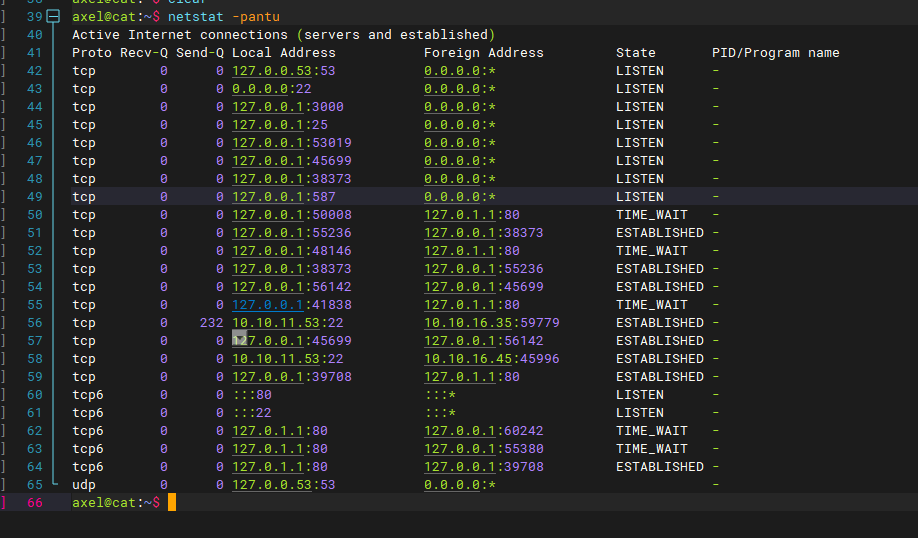 39 axel@cat:~$ netstat -pantu
] 40 Active Internet connections (servers and established)
] 41 Proto Recv-Q Send-Q Local Address Foreign Address State PID/Program name
] 42 tcp 0 0 127.0.0.53:53 0.0.0.0:* LISTEN -
] 43 tcp 0 0 0.0.0.0:22 0.0.0.0:* LISTEN -
] 44 tcp 0 0 127.0.0.1:3000 0.0.0.0:* LISTEN -
] 45 tcp 0 0 127.0.0.1:25 0.0.0.0:* LISTEN -
] 46 tcp 0 0 127.0.0.1:53019 0.0.0.0:* LISTEN -
] 47 tcp 0 0 127.0.0.1:45699 0.0.0.0:* LISTEN -
] 48 tcp 0 0 127.0.0.1:38373 0.0.0.0:* LISTEN -
] 49 tcp 0 0 127.0.0.1:587 0.0.0.0:* LISTEN -
] 50 tcp 0 0 127.0.0.1:50008 127.0.1.1:80 TIME_WAIT -
] 51 tcp 0 0 127.0.0.1:55236 127.0.0.1:38373 ESTABLISHED -
] 52 tcp 0 0 127.0.0.1:48146 127.0.1.1:80 TIME_WAIT -
] 53 tcp 0 0 127.0.0.1:38373 127.0.0.1:55236 ESTABLISHED -
] 54 tcp 0 0 127.0.0.1:56142 127.0.0.1:45699 ESTABLISHED -
] 55 tcp 0 0 127.0.0.1:41838 127.0.1.1:80 TIME_WAIT -
] 56 tcp 0 232 10.10.11.53:22 10.10.16.35:59779 ESTABLISHED -
] 57 tcp 0 0 127.0.0.1:45699 127.0.0.1:56142 ESTABLISHED -
] 58 tcp 0 0 10.10.11.53:22 10.10.16.45:45996 ESTABLISHED -
] 59 tcp 0 0 127.0.0.1:39708 127.0.1.1:80 ESTABLISHED -
] 60 tcp6 0 0 :::80 :::* LISTEN -
] 61 tcp6 0 0 :::22 :::* LISTEN -
] 62 tcp6 0 0 127.0.1.1:80 127.0.0.1:60242 TIME_WAIT -
] 63 tcp6 0 0 127.0.1.1:80 127.0.0.1:55380 TIME_WAIT -
] 64 tcp6 0 0 127.0.1.1:80 127.0.0.1:39708 ESTABLISHED -
] 65 udp 0 0 127.0.0.53:53 0.0.0.0:* -
] 66 axel@cat:~$